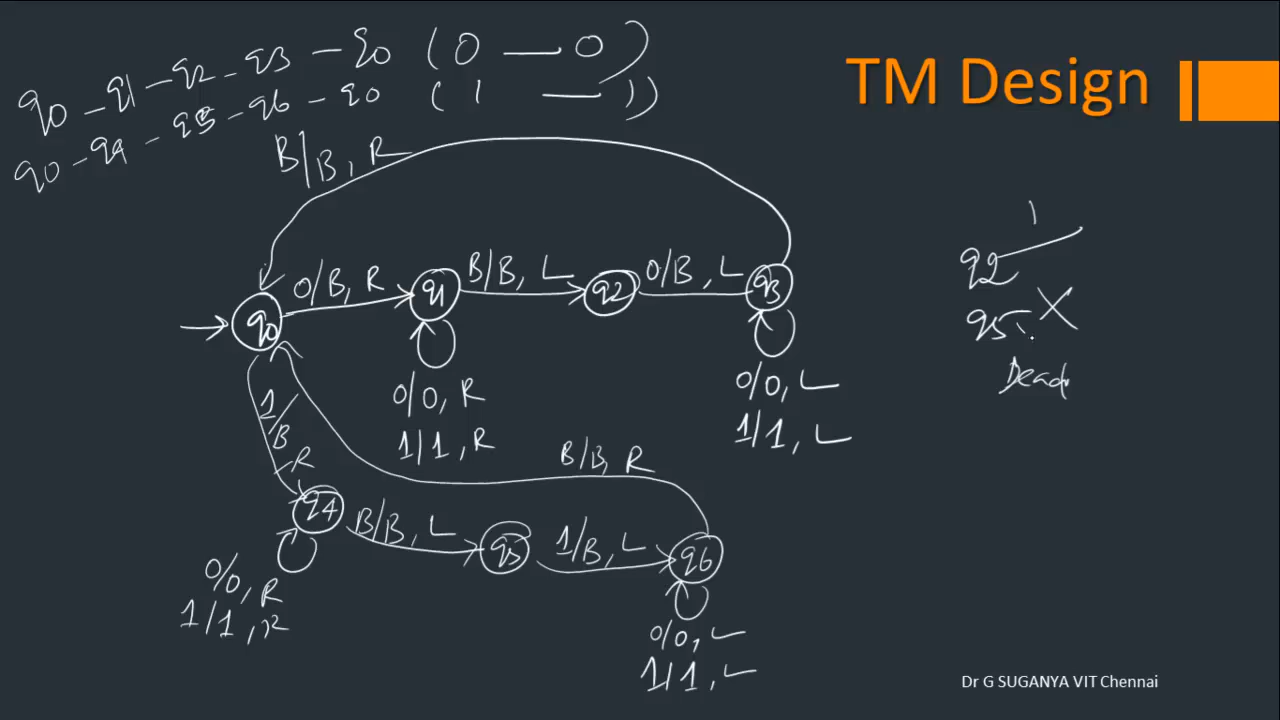 q0 - q1 - q2 - q3 - q0 ( 0 — 0 )
q0 - q4 - q5 - q6 - q0 ( 1 — 1 )
TM Design
B/B, R
1
q2
q5 X
Dead
0/B, R
B/B, L
0/B, L
q0
q1
q2
q3
0/0, R
1/1, R
0/0, L
1/1, L
1/B R
B/B, R
q4
B/B, L
q5
1/B, L
q6
0/0, R
1/1, R
0/0, L
1/1, L
Dr G SUGANYA VIT Chennai